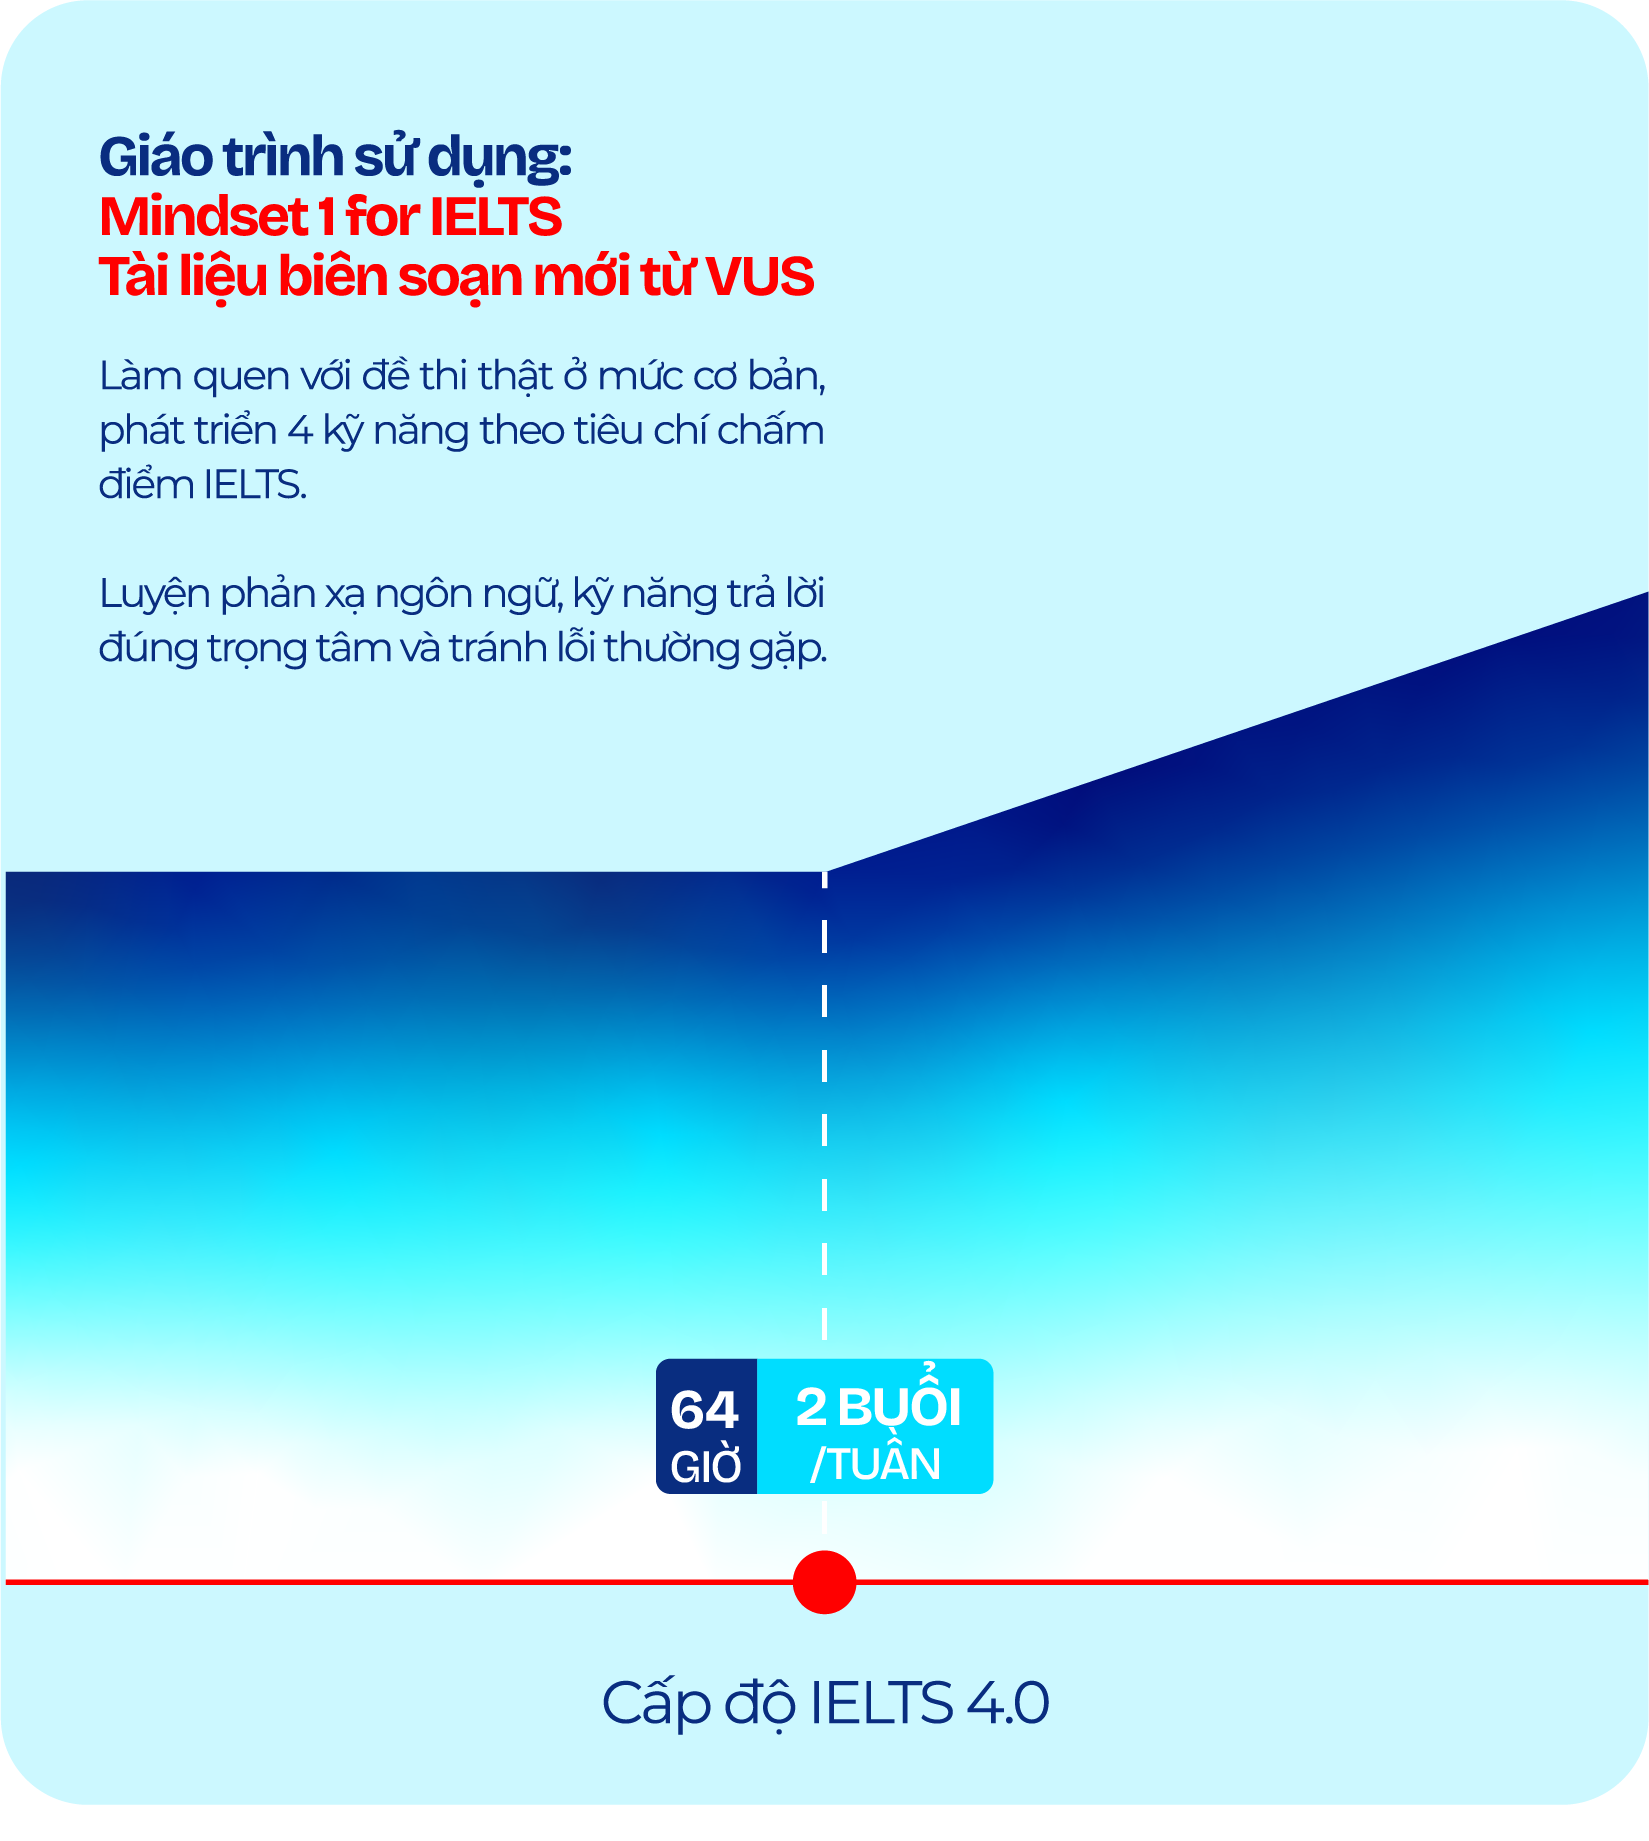 Giáo trình sử dụng:
Mindset 1 for IELTS
Tài liệu biên soạn mới từ VUS
Làm quen với đề thi thật ở mức cơ bản,
phát triển 4 kỹ năng theo tiêu chí chấm
điểm IELTS.
Luyện phản xạ ngôn ngữ, kỹ năng trả lời
đúng trọng tâm và tránh lỗi thường gặp.
64
GIỜ
2 BUỔI
/TUẦN
Cấp độ IELTS 4.0